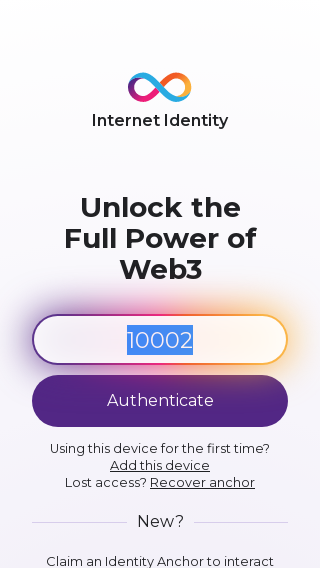 Internet Identity
Unlock the
Full Power of
Web3
10002
Authenticate
Using this device for the first time?
Add this device
Lost access? Recover anchor
New?
Claim an Identity Anchor to interact